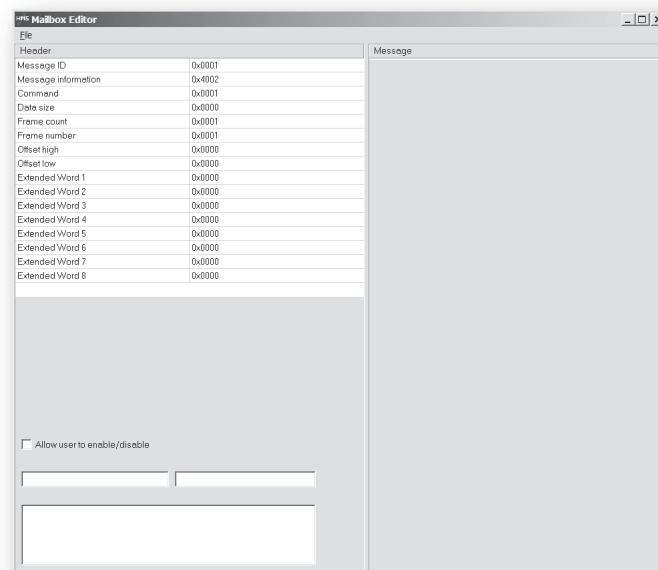 HMS Mailbox Editor
File
Header Message
Message ID 0x0001
Message information 0x4002
Command 0x0001
Data size 0x0000
Frame count 0x0001
Frame number 0x0001
Offset high 0x0000
Offset low 0x0000
Extended Word 1 0x0000
Extended Word 2 0x0000
Extended Word 3 0x0000
Extended Word 4 0x0000
Extended Word 5 0x0000
Extended Word 6 0x0000
Extended Word 7 0x0000
Extended Word 8 0x0000
Allow user to enable/disable